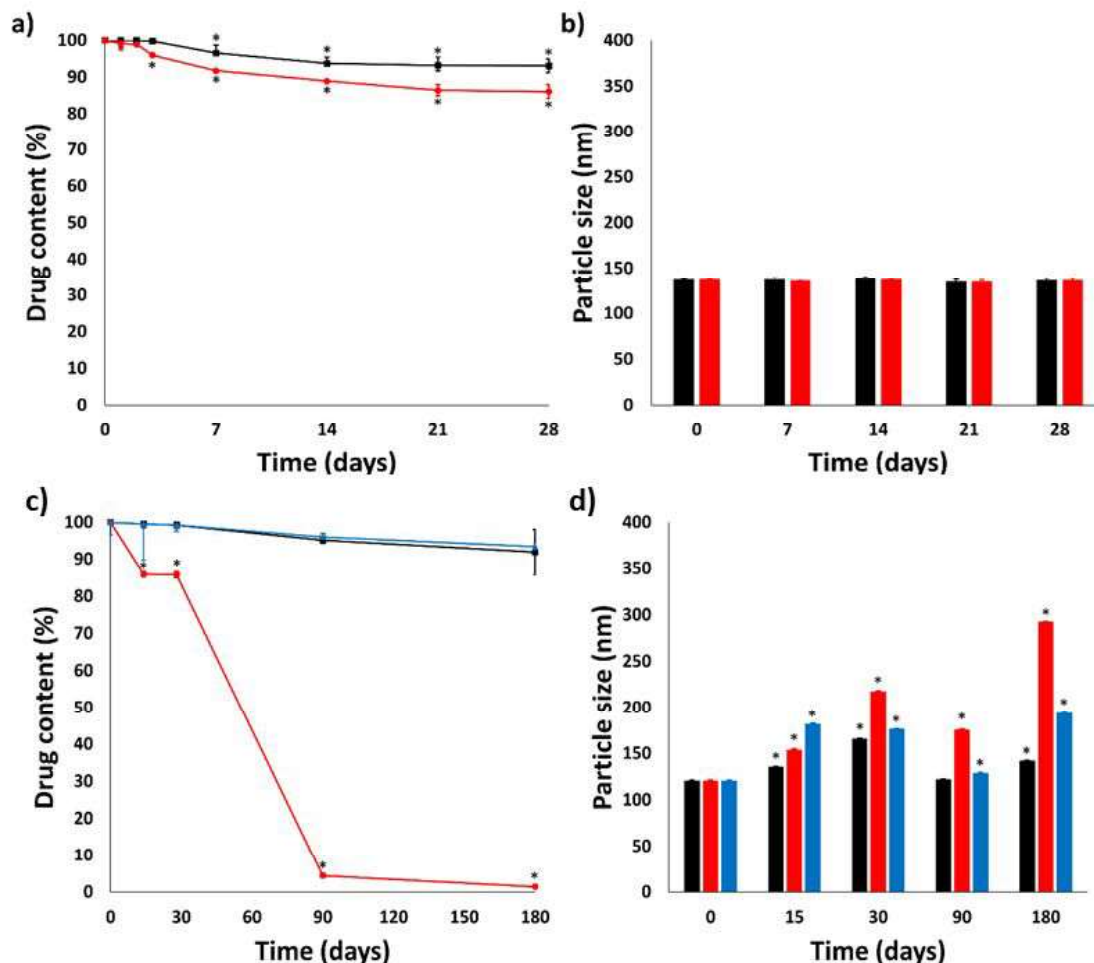 a)
Drug content (%)
100
90
80
70
60
50
40
30
20
10
0
* * * *
* * * * *
0 7 14 21 28
Time (days)
b)
Particle size (nm)
400
350
300
250
200
150
100
50
0
0 7 14 21 28
Time (days)
c)
Drug content (%)
100
90
80
70
60
50
40
30
20
10
0
* *
* *
0 30 60 90 120 150 180
Time (days)
d)
Particle size (nm)
400
350
300
250
200
150
100
50
0
* * * * * * * * * * *
0 15 30 90 180
Time (days)